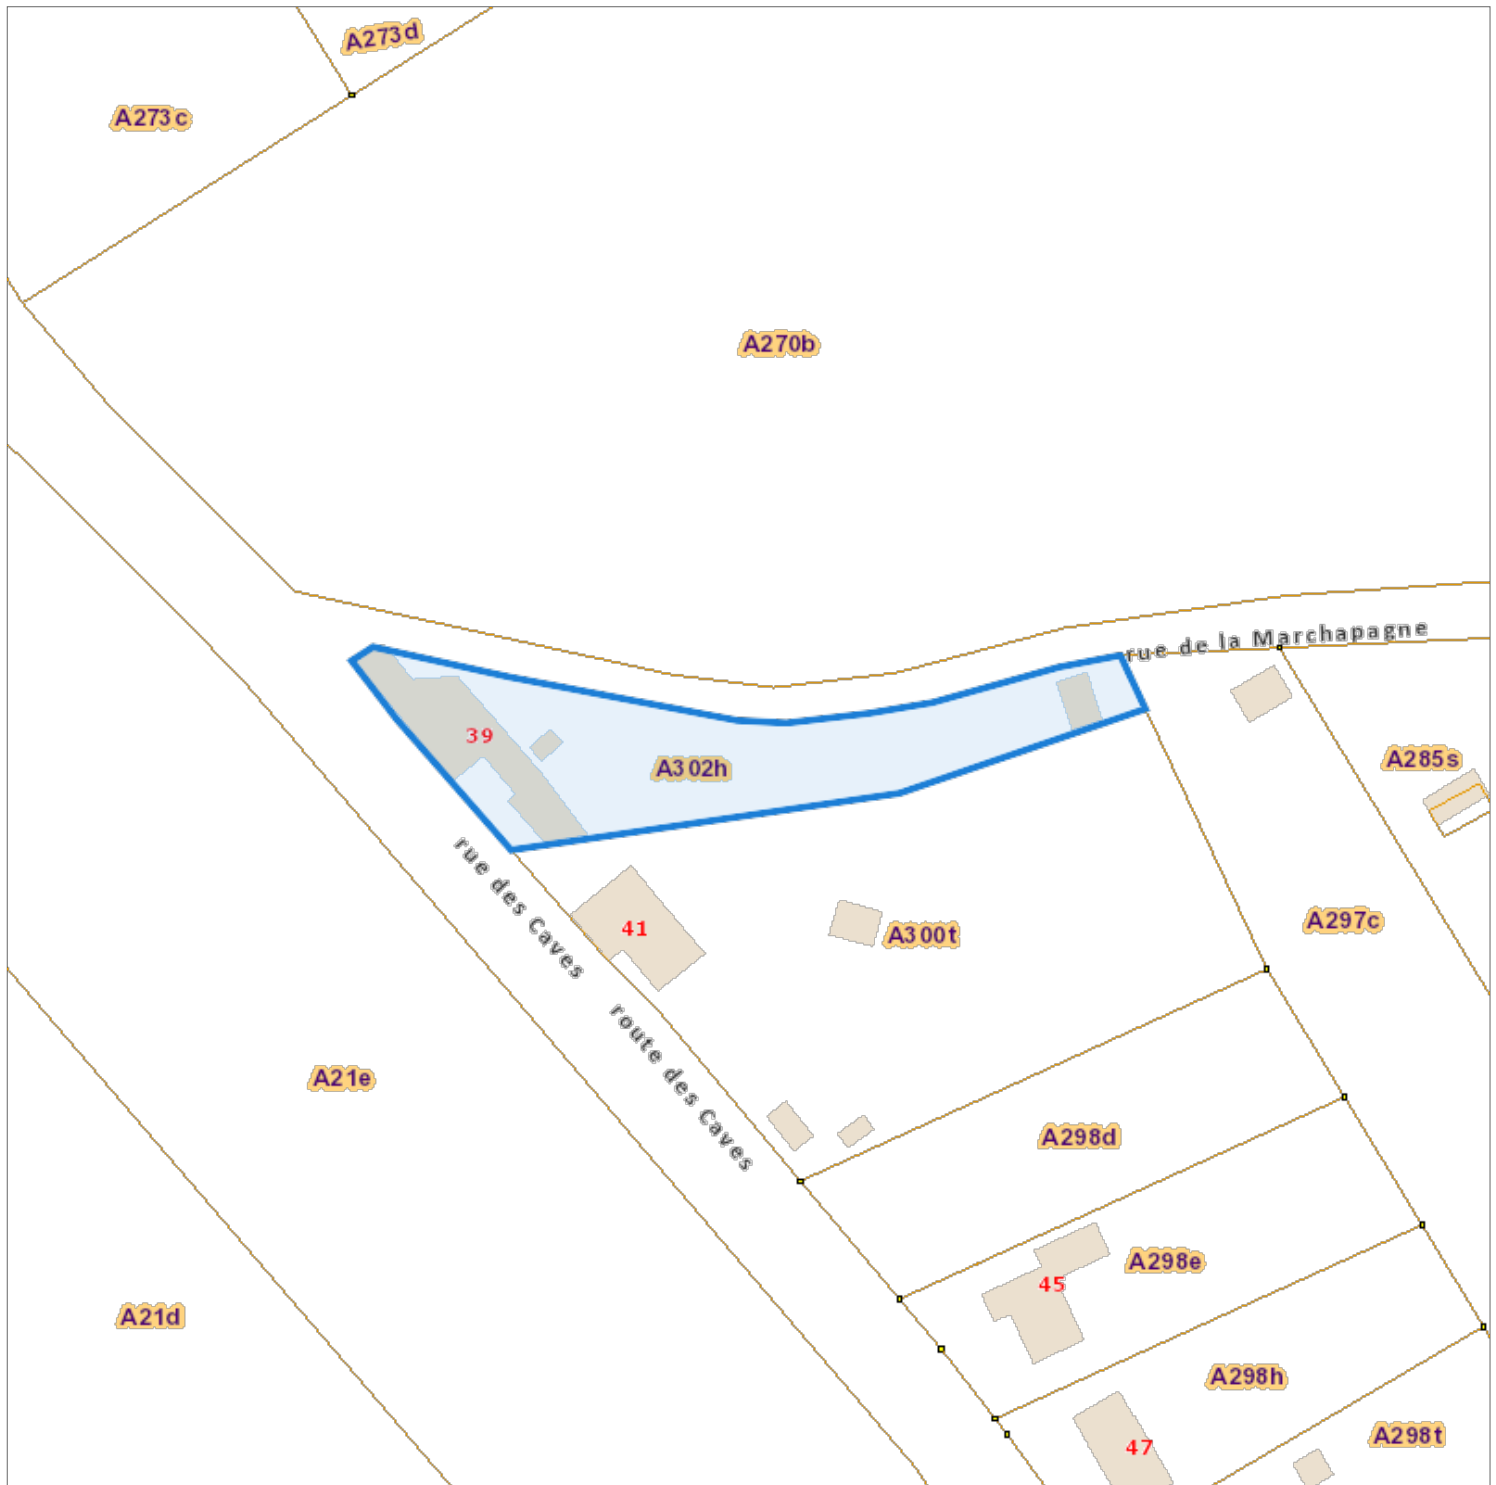 A273d
A273c
A270b
rue de la Marchapagne
39
A302h
A285s
rue des Caves
41
A300t
A297c
route des Caves
A21e
A298d
A298e
45
A21d
A298h
A298t
47